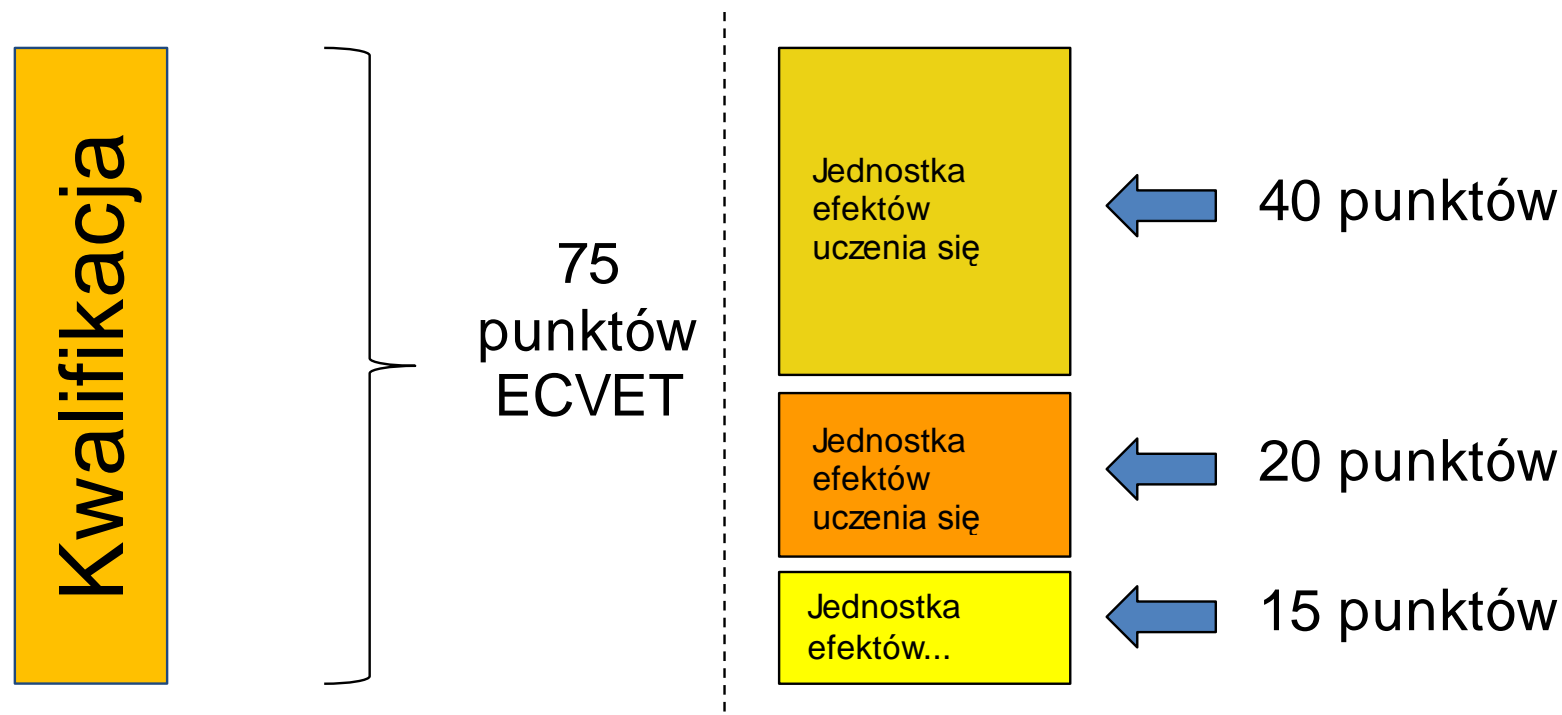 Kwalifikacja
75
punktów
ECVET
Jednostka
efektów
uczenia się
40 punktów
Jednostka
efektów
uczenia się
20 punktów
Jednostka
efektów...
15 punktów